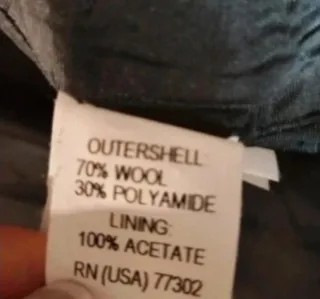 OUTERSHELL
70% WOOL
30% POLYAMIDE
LINING:
100% ACETATE
RN (USA) 77302